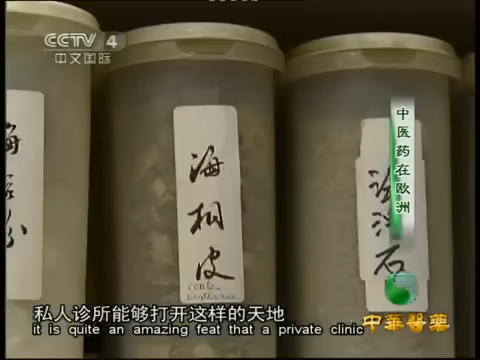 CCTV 4
中文国际
海桐皮
中医药在欧洲
石
私人诊所能够打开这样的天地
it is quite an amazing feat that a private clinic
中華醫藥